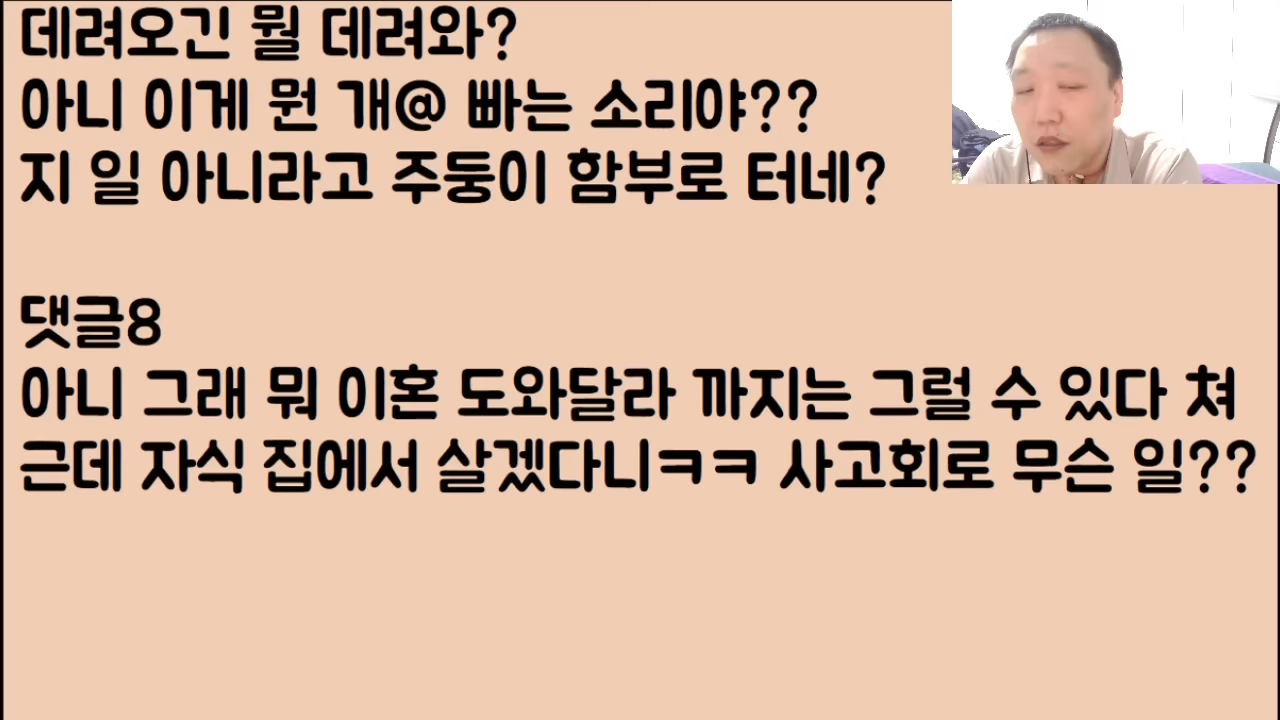 데려오긴 뭘 데려와?
아니 이게 뭔 개@ 빠는 소리야??
지 일 아니라고 주둥이 함부로 터네?
댓글8
아니 그래 뭐 이혼 도와달라 까지는 그럴 수 있다 쳐
근데 자식 집에서 살겠다니ㅋㅋ 사고회로 무슨 일??